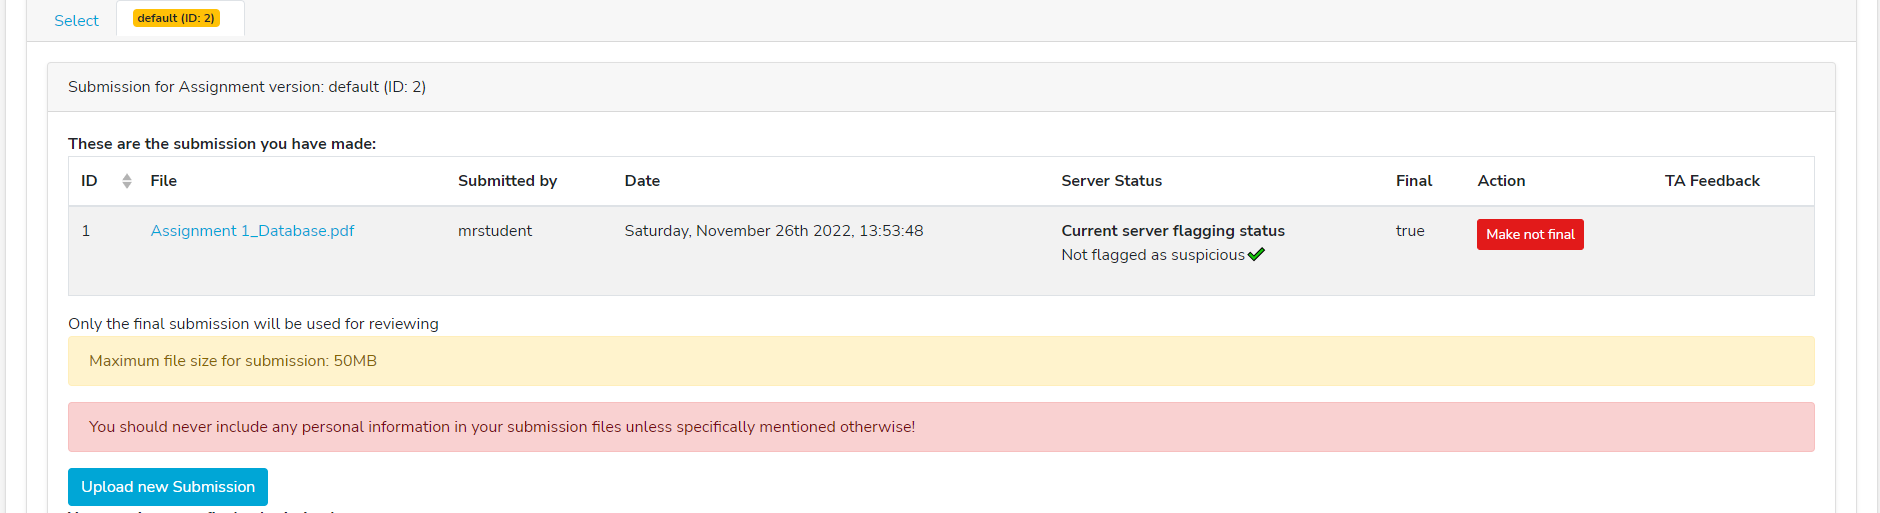 Select default (ID: 2)
Submission for Assignment version: default (ID: 2)
These are the submission you have made:
ID File Submitted by Date Server Status Final Action TA Feedback
1 Assignment 1_Database.pdf mrstudent Saturday, November 26th 2022, 13:53:48 Current server flagging status true Make not final
Not flagged as suspicious
Only the final submission will be used for reviewing
Maximum file size for submission: 50MB
You should never include any personal information in your submission files unless specifically mentioned otherwise!
Upload new Submission